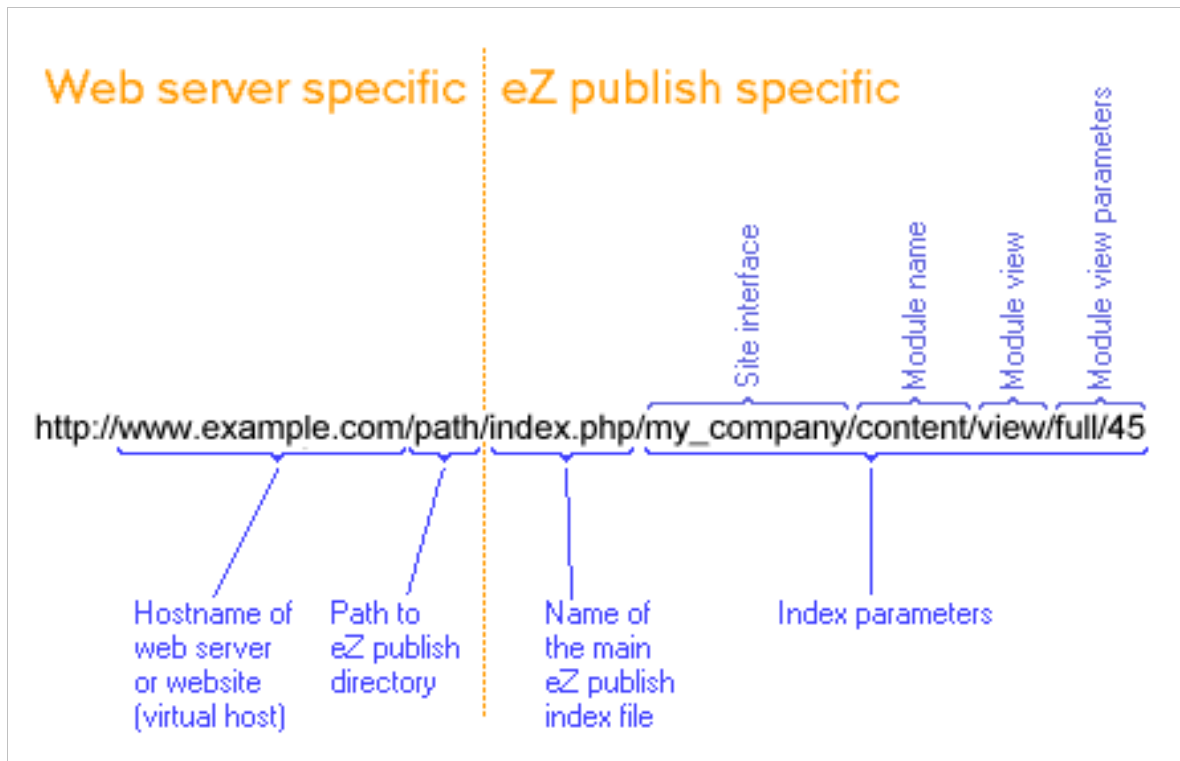 Web server specific
eZ publish specific
Site interface
Module name
Module view
Module view parameters
http://www.example.com/path/index.php/my_company/content/view/full/45
Hostname of
web server
or website
(virtual host)
Path to
eZ publish
directory
Name of
the main
eZ publish
index file
Index parameters